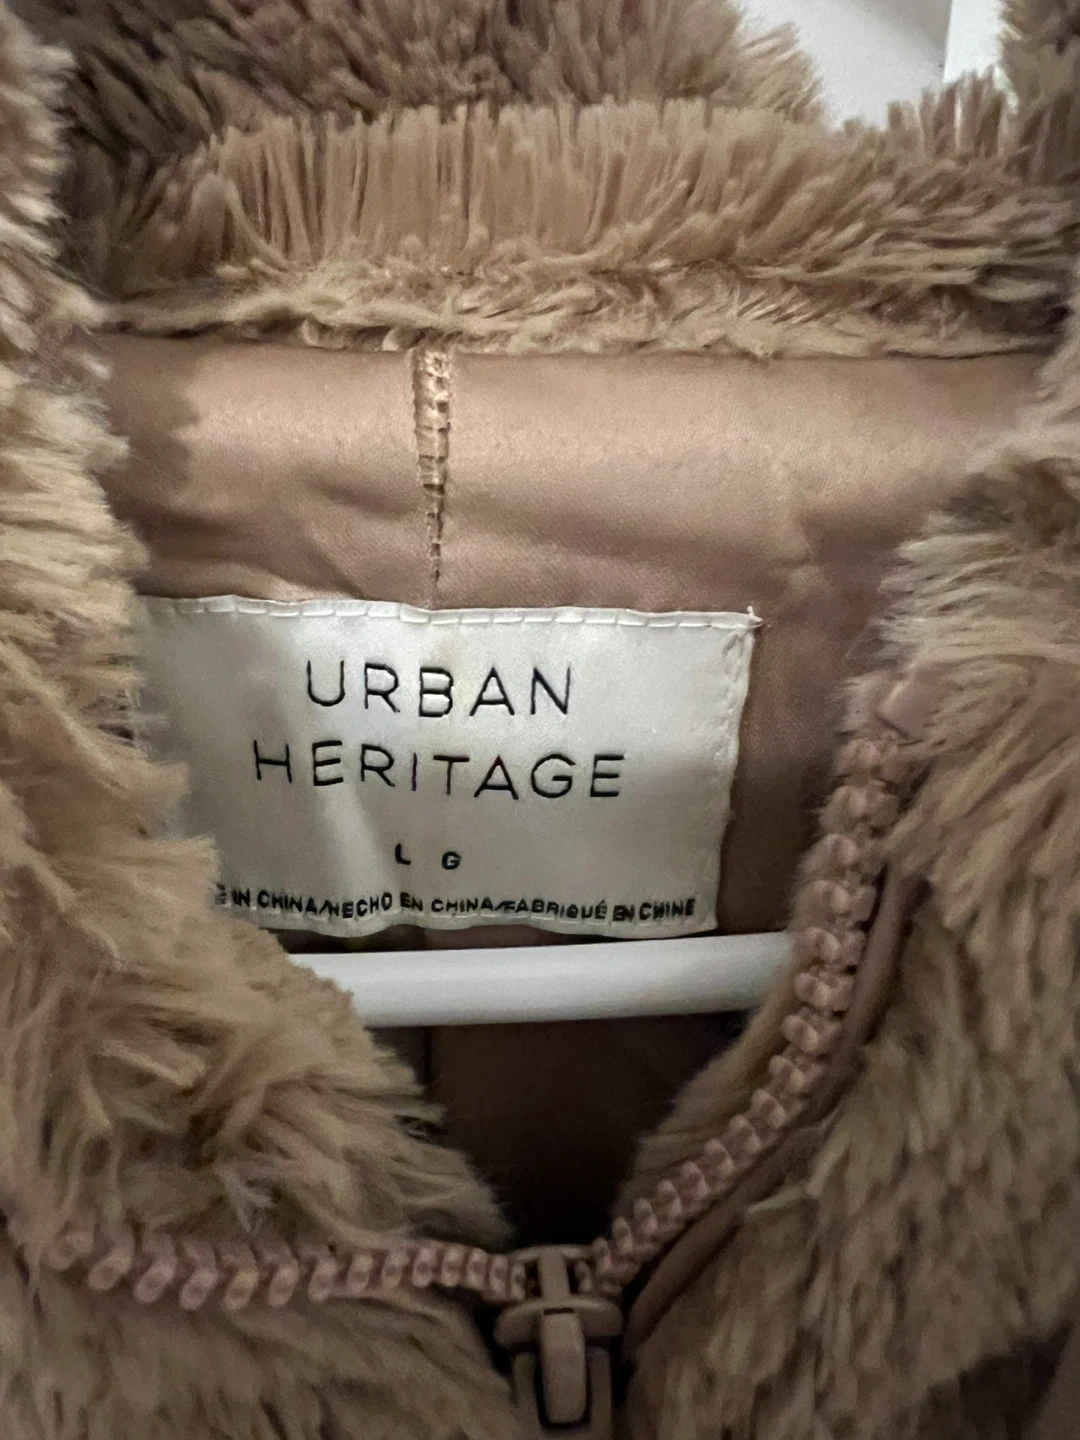 URBAN
HERITAGE
L G
IN CHINA/HECHO EN CHINA/FABRIQUÉ EN CHINE